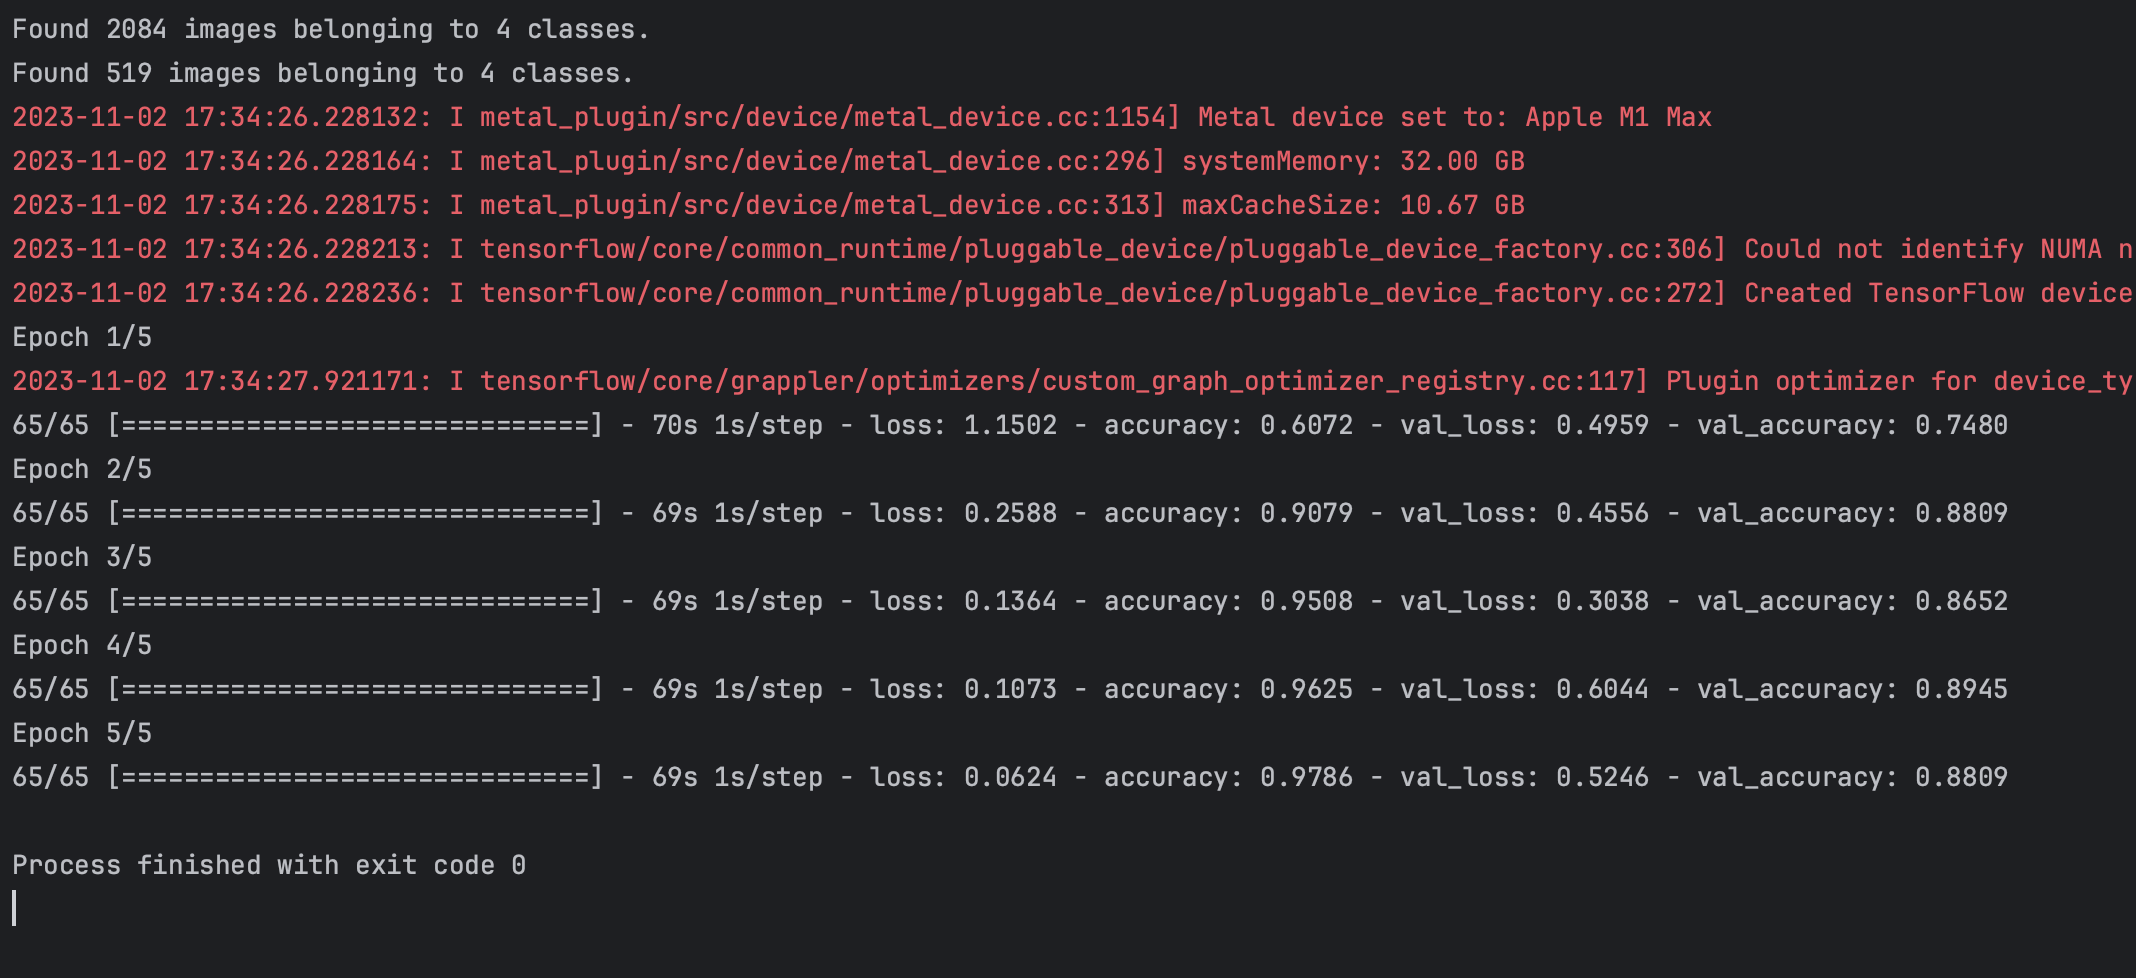 Found 2084 images belonging to 4 classes.
Found 519 images belonging to 4 classes.
2023-11-02 17:34:26.228132: I metal_plugin/src/device/metal_device.cc:1154] Metal device set to: Apple M1 Max
2023-11-02 17:34:26.228164: I metal_plugin/src/device/metal_device.cc:296] systemMemory: 32.00 GB
2023-11-02 17:34:26.228175: I metal_plugin/src/device/metal_device.cc:313] maxCacheSize: 10.67 GB
2023-11-02 17:34:26.228213: I tensorflow/core/common_runtime/pluggable_device/pluggable_device_factory.cc:306] Could not identify NUMA n
2023-11-02 17:34:26.228236: I tensorflow/core/common_runtime/pluggable_device/pluggable_device_factory.cc:272] Created TensorFlow device
Epoch 1/5
2023-11-02 17:34:27.921171: I tensorflow/core/grappler/optimizers/custom_graph_optimizer_registry.cc:117] Plugin optimizer for device_ty
65/65 [==============================] - 70s 1s/step - loss: 1.1502 - accuracy: 0.6072 - val_loss: 0.4959 - val_accuracy: 0.7480
Epoch 2/5
65/65 [==============================] - 69s 1s/step - loss: 0.2588 - accuracy: 0.9079 - val_loss: 0.4556 - val_accuracy: 0.8809
Epoch 3/5
65/65 [==============================] - 69s 1s/step - loss: 0.1364 - accuracy: 0.9508 - val_loss: 0.3038 - val_accuracy: 0.8652
Epoch 4/5
65/65 [==============================] - 69s 1s/step - loss: 0.1073 - accuracy: 0.9625 - val_loss: 0.6044 - val_accuracy: 0.8945
Epoch 5/5
65/65 [==============================] - 69s 1s/step - loss: 0.0624 - accuracy: 0.9786 - val_loss: 0.5246 - val_accuracy: 0.8809
Process finished with exit code 0